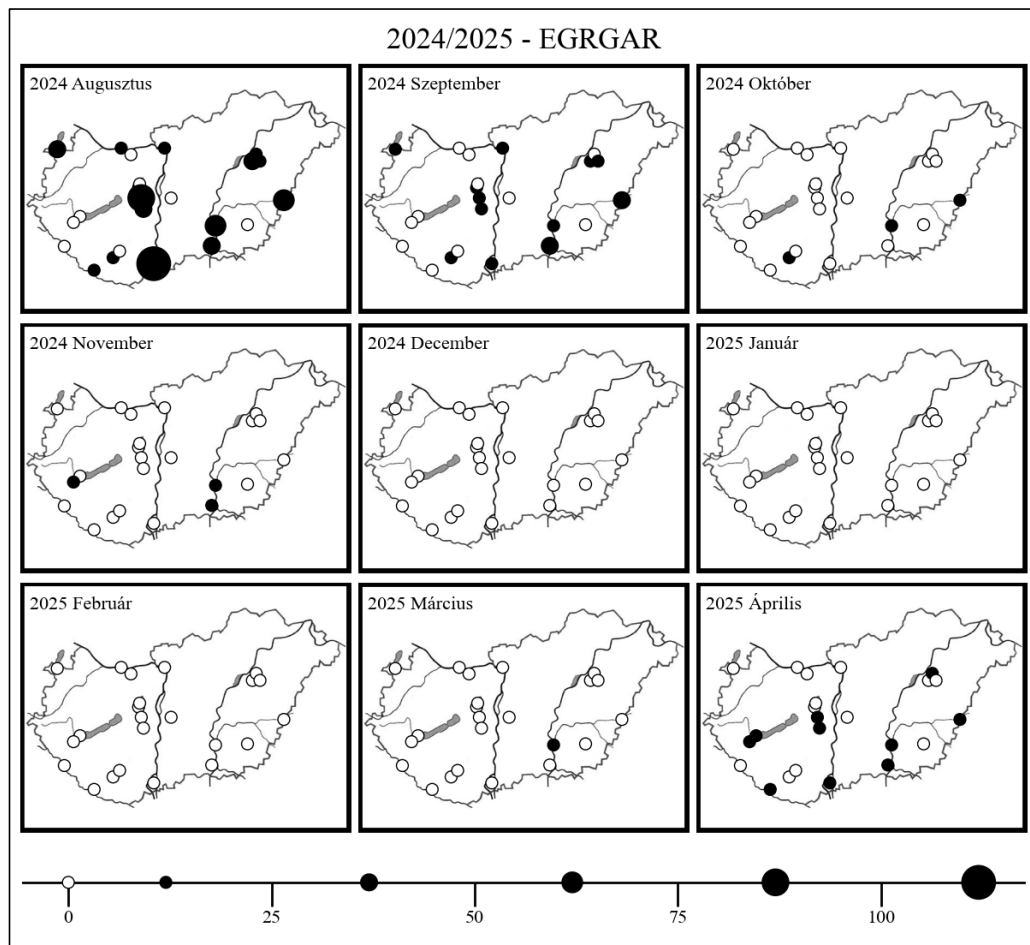 2024/2025 - EGRGAR
2024 Augusztus
2024 Szeptember
2024 Október
2024 November
2024 December
2025 Január
2025 Február
2025 Március
2025 Április
0 25 50 75 100